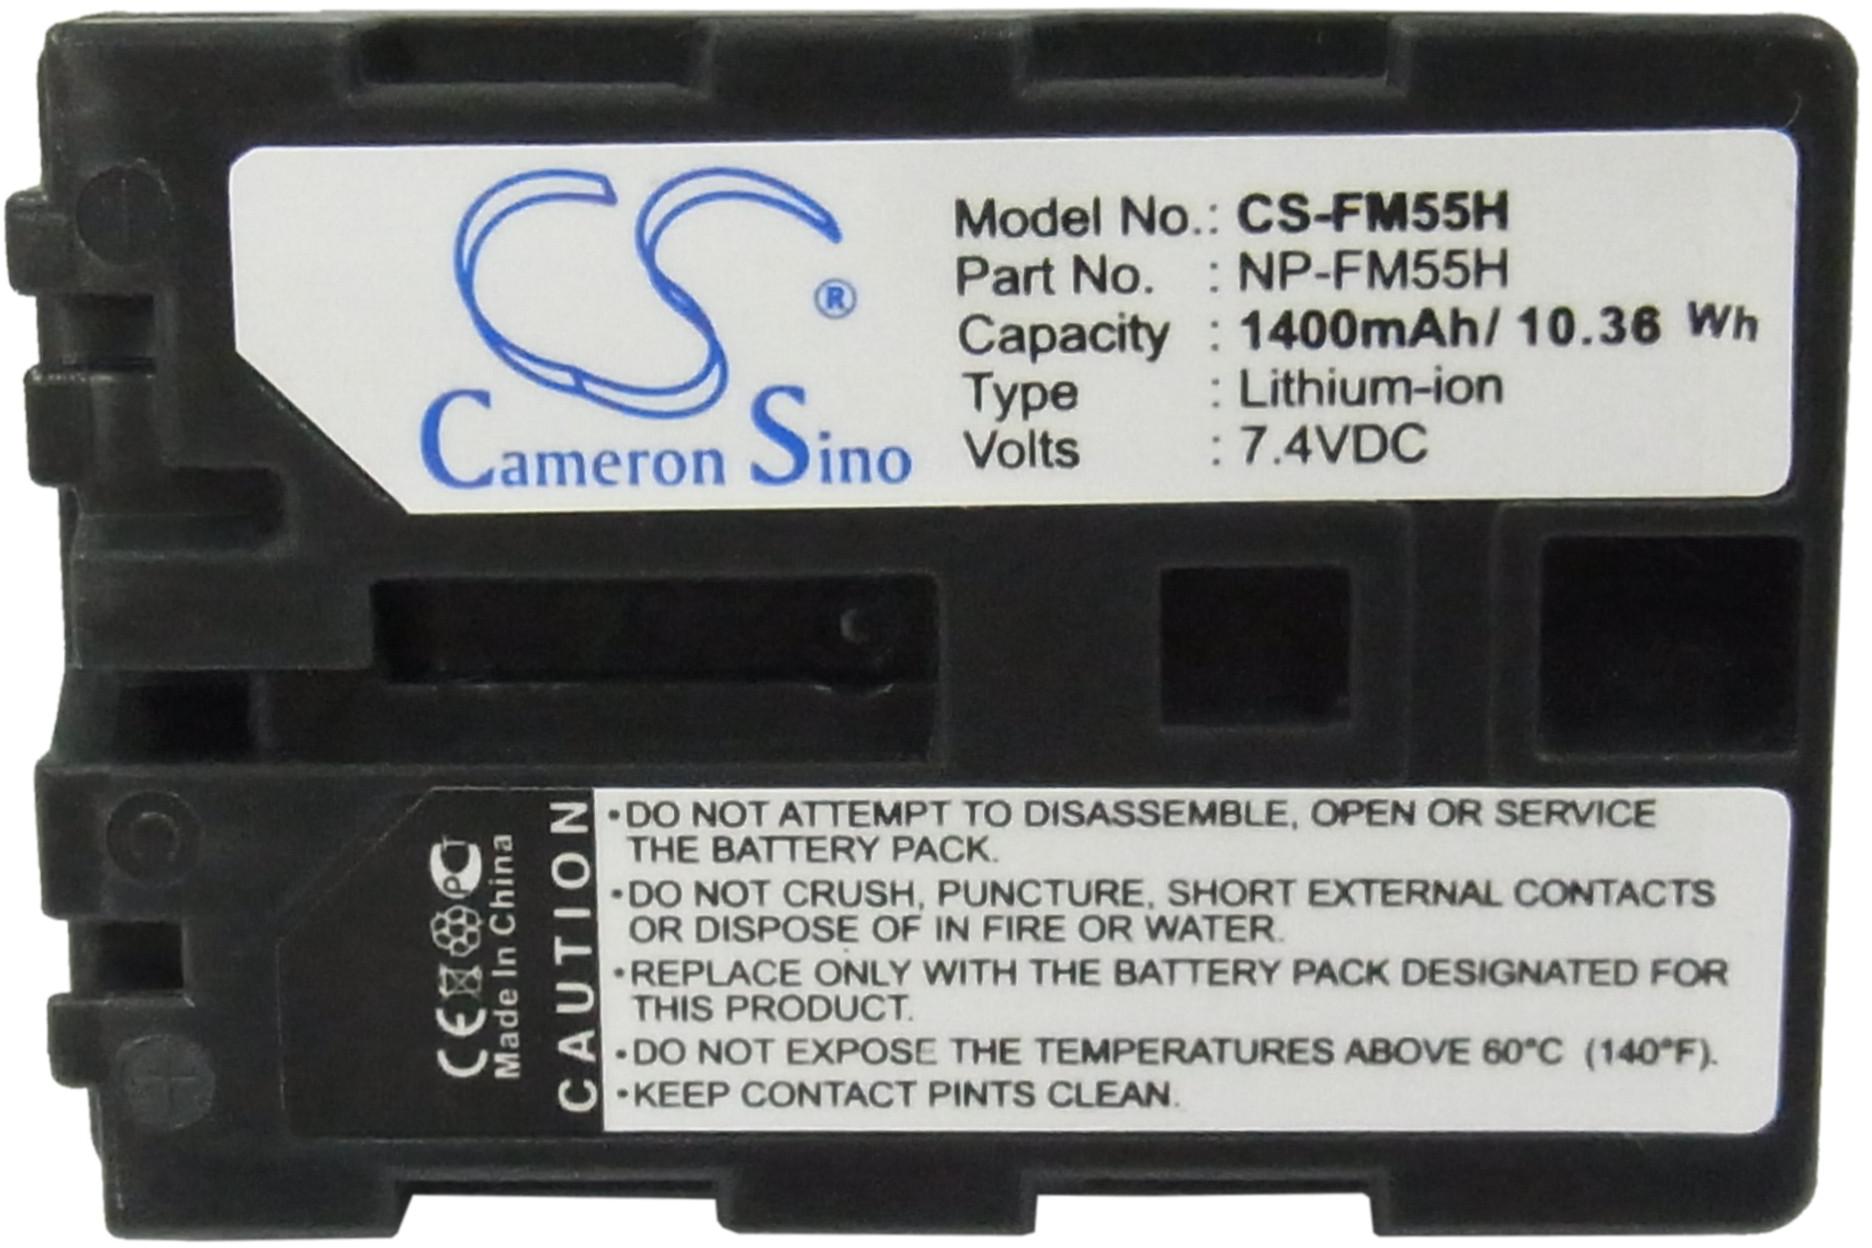 CS ®
Cameron Sino
Model No.: CS-FM55H
Part No. : NP-FM55H
Capacity : 1400mAh/ 10.36 Wh
Type : Lithium-ion
Volts : 7.4VDC
C
PCT
CE
Made In China
CAUTION
•DO NOT ATTEMPT TO DISASSEMBLE, OPEN OR SERVICE
THE BATTERY PACK.
•DO NOT CRUSH, PUNCTURE, SHORT EXTERNAL CONTACTS
OR DISPOSE OF IN FIRE OR WATER.
•REPLACE ONLY WITH THE BATTERY PACK DESIGNATED FOR
THIS PRODUCT.
•DO NOT EXPOSE THE TEMPERATURES ABOVE 60°C (140°F).
•KEEP CONTACT PINTS CLEAN.